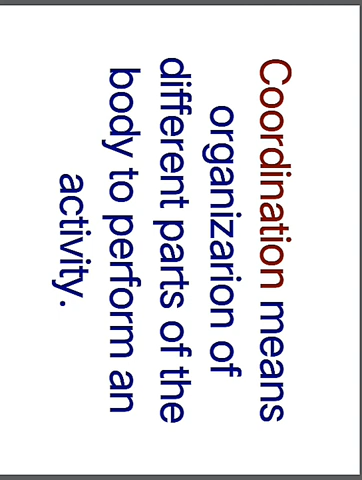 Coordination means
organizarion of
different parts of the
body to perform an
activity.